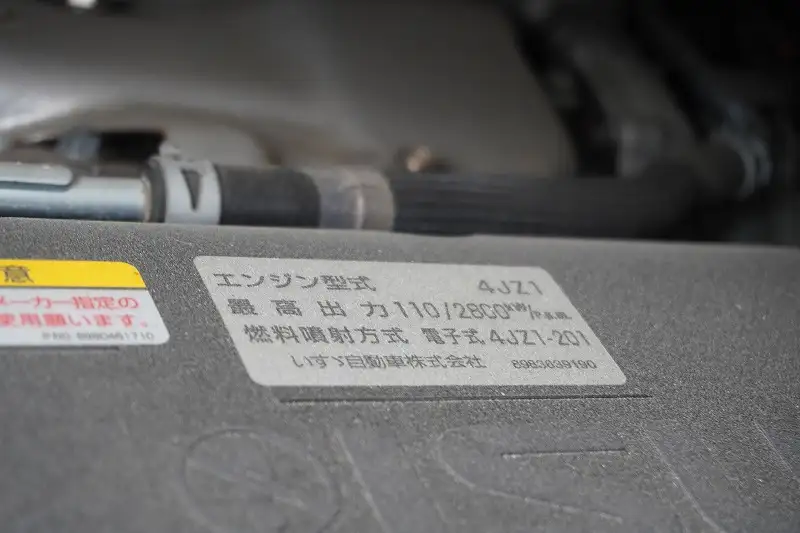 意
メーカー指定の
使用願います。
エンジン型式 4JZ1
最高出力 110/2800kW/
燃料噴射方式 電子式 4JZ1-201
いすゞ自動車株式会社 8983839190